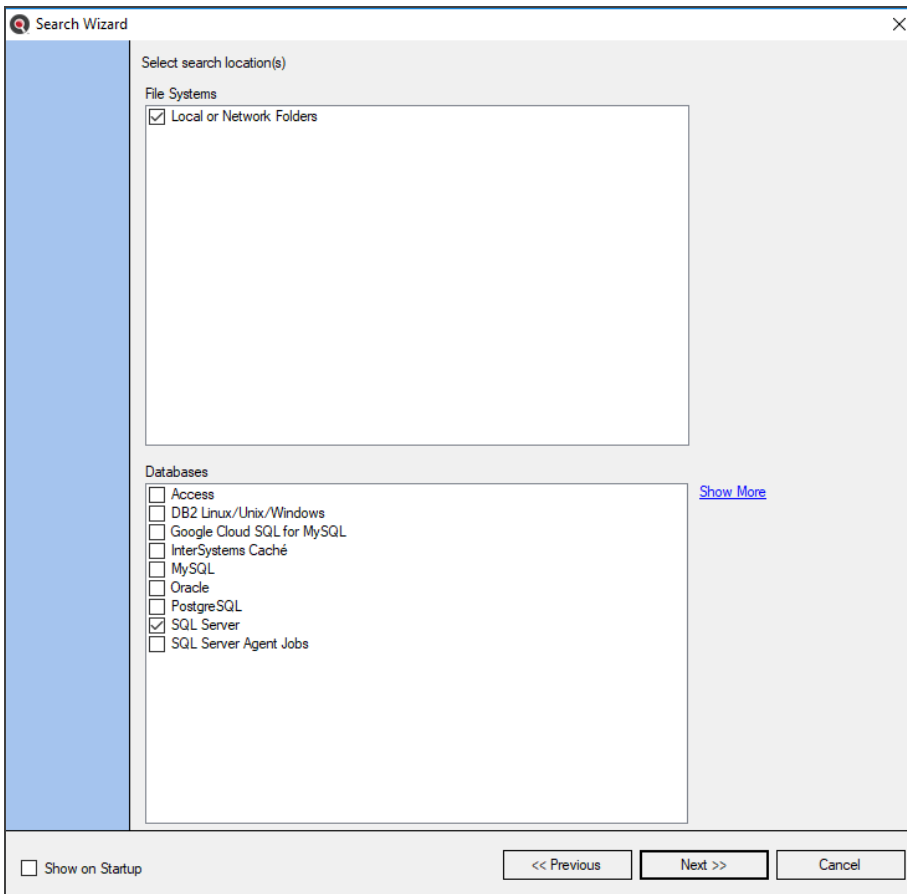 Search Wizard
Select search location(s)
File Systems
Local or Network Folders
Databases
Access
Show More
DB2 Linux/Unix/Windows
Google Cloud SQL for MySQL
InterSystems Caché
MySQL
Oracle
PostgreSQL
SQL Server
SQL Server Agent Jobs
Show on Startup
<< Previous
Next >>
Cancel